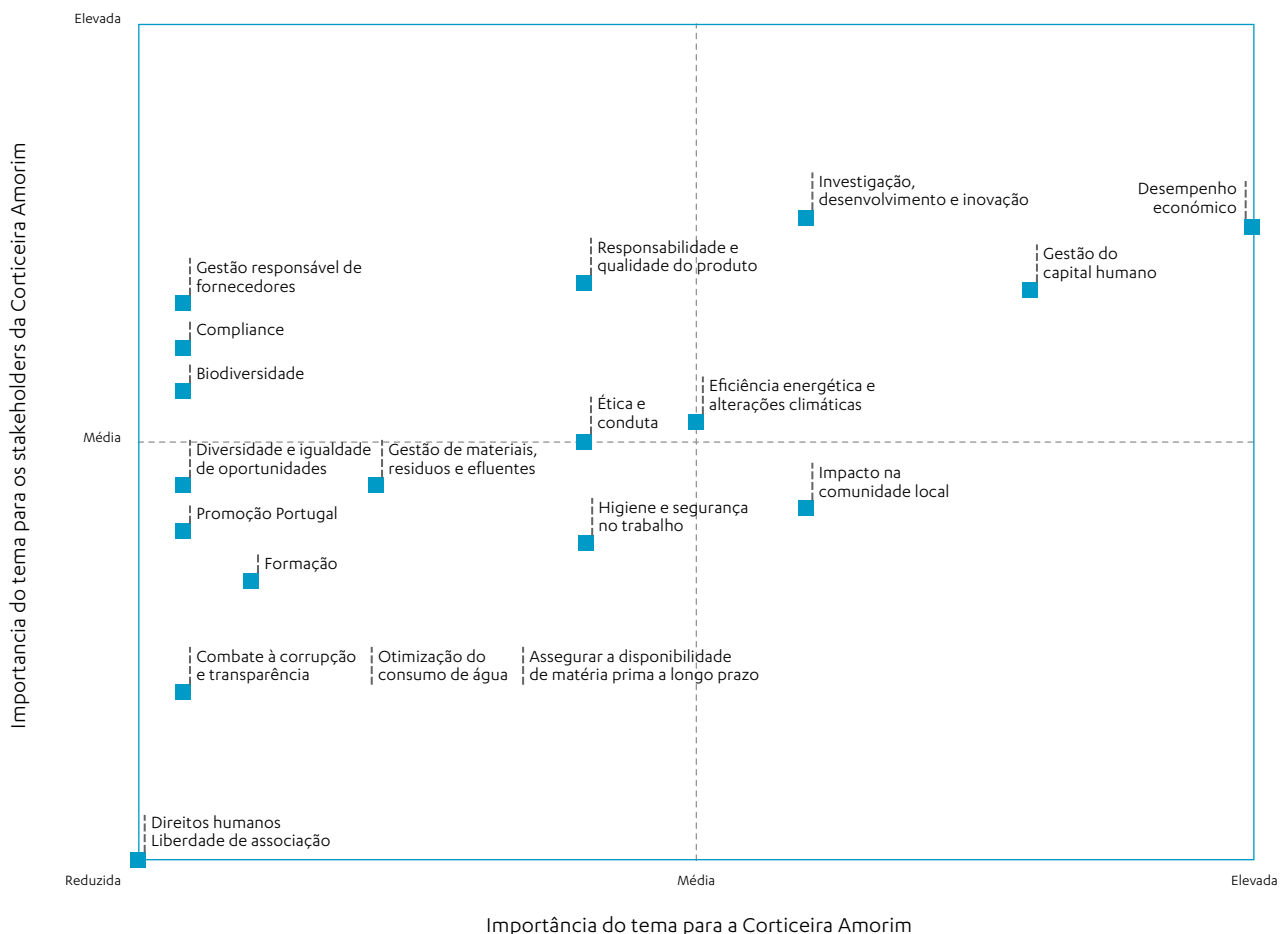 Elevada
Importancia do tema para os stakeholders da Corticeira Amorim
Investigação,
desenvolvimento e inovação
Desempenho
económico
Responsabilidade e
qualidade do produto
Gestão do
capital humano
Gestão responsável de
fornecedores
Compliance
Biodiversidade
Eficiência energética e
alterações climáticas
Ética e
conduta
Média
Diversidade e igualdade
de oportunidades
Gestão de materiais,
residuos e efluentes
Impacto na
comunidade local
Promoção Portugal
Higiene e segurança
no trabalho
Formação
Combate à corrupção
e transparência
Otimização do
consumo de água
Assegurar a disponibilidade
de matéria prima a longo prazo
Direitos humanos
Liberdade de associação
Reduzida
Média
Elevada
Importância do tema para a Corticeira Amorim